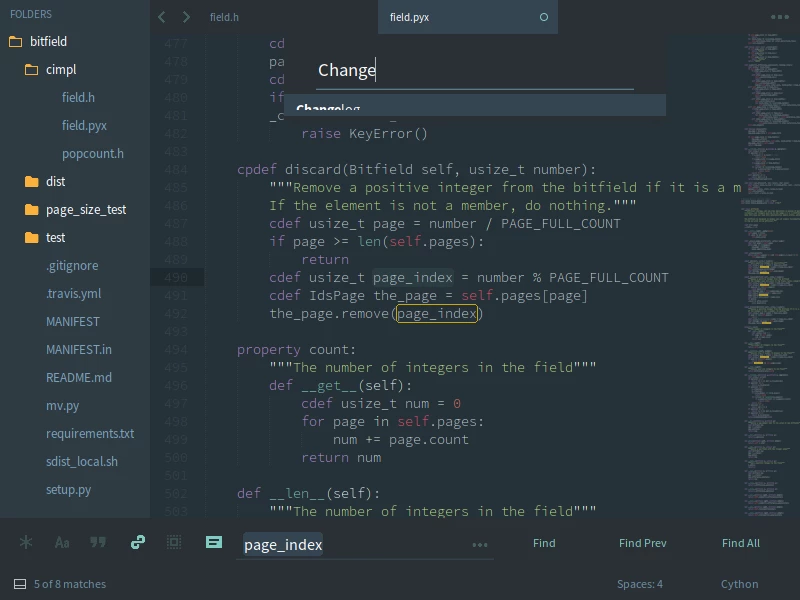 FOLDERS
bitfield
cimpl
field.h
field.pyx
popcount.h
dist
page_size_test
test
.gitignore
.travis.yml
MANIFEST
MANIFEST.in
README.md
mv.py
requirements.txt
sdist_local.sh
setup.py
field.h
field.pyx
Change
Changelog
477 cd
478 pa
479 cd
480 if
481 _c
482 raise KeyError()
483
484 cpdef discard(Bitfield self, usize_t number):
485 """Remove a positive integer from the bitfield if it is a m
486 If the element is not a member, do nothing."""
487 cdef usize_t page = number / PAGE_FULL_COUNT
488 if page >= len(self.pages):
489 return
490 cdef usize_t page_index = number % PAGE_FULL_COUNT
491 cdef IdsPage the_page = self.pages[page]
492 the_page.remove(page_index)
493
494 property count:
495 """The number of integers in the field"""
496 def __get__(self):
497 cdef usize_t num = 0
498 for page in self.pages:
499 num += page.count
500 return num
501
502 def __len__(self):
503 """The number of integers in the field"""
Aa
page_index
Find
Find Prev
Find All
5 of 8 matches
Spaces: 4
Cython